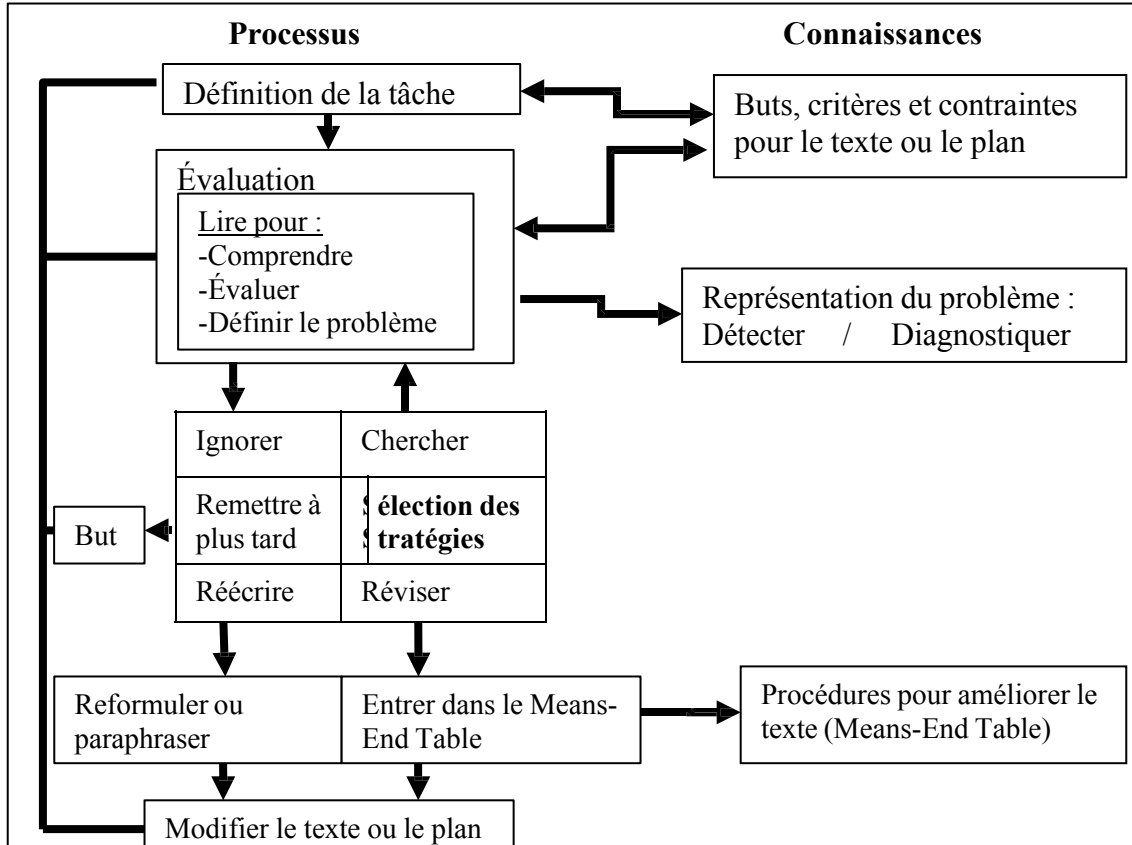 Processus
Connaissances
Définition de la tâche
Buts, critères et contraintes
pour le texte ou le plan
Évaluation
Lire pour :
-Comprendre
-Évaluer
-Définir le problème
Représentation du problème :
Détecter / Diagnostiquer
Ignorer
Chercher
Remettre à
plus tard
Sélection des
Stratégies
But
Réécrire
Réviser
Reformuler ou
paraphraser
Entrer dans le Means-
End Table
Procédures pour améliorer le
texte (Means-End Table)
Modifier le texte ou le plan